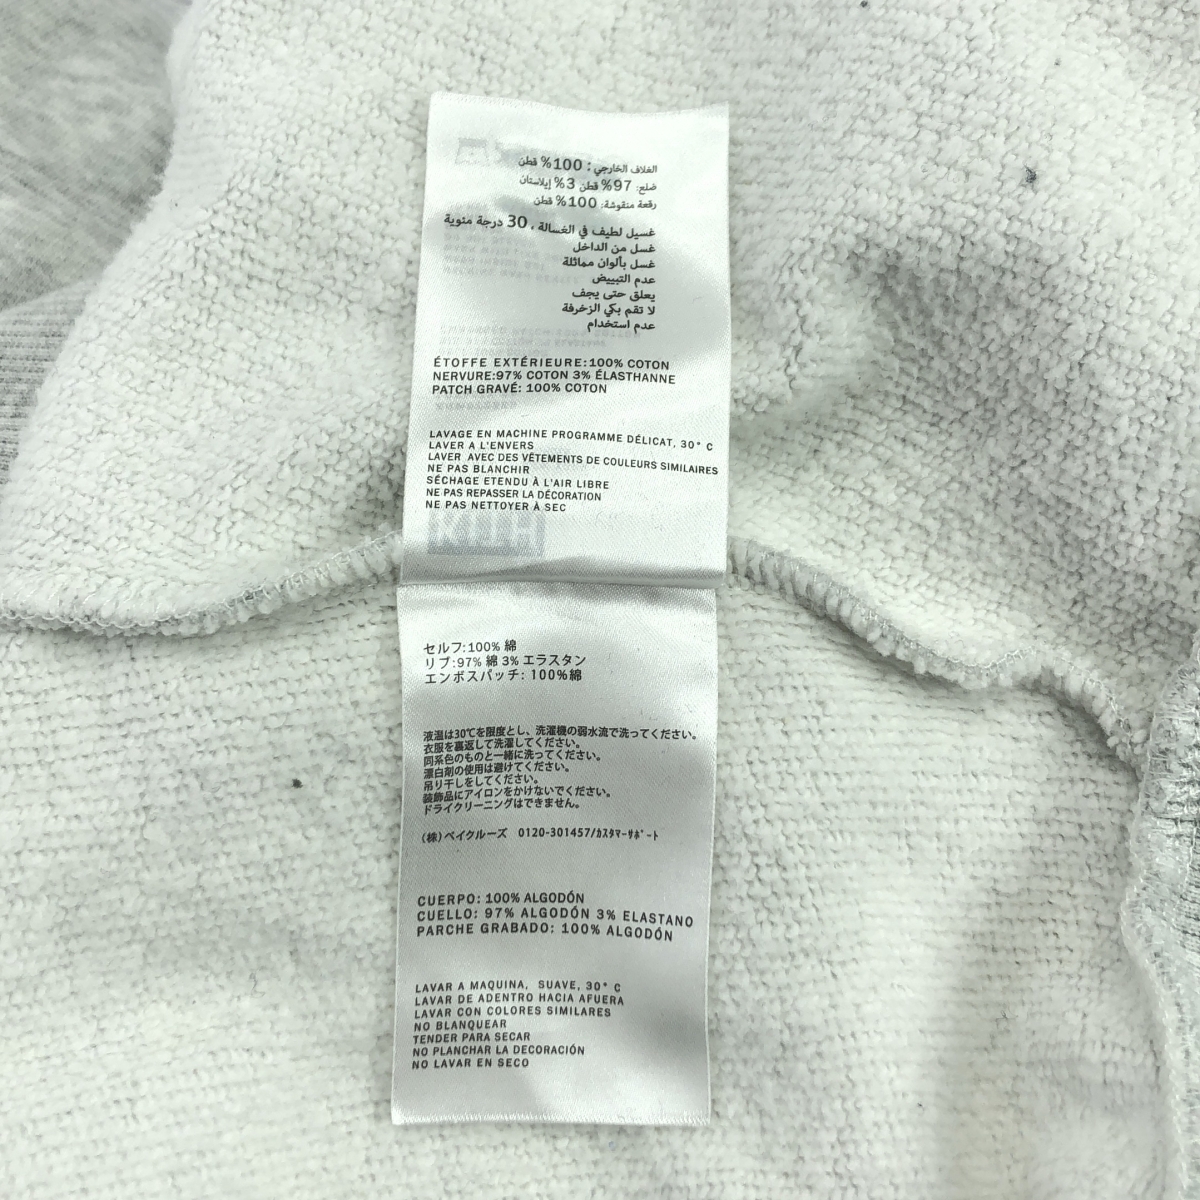 الغلاف الخارجي: 100% قطن
ضلع: 97% قطن 3% إيلاستان
رقعة منقوشة: 100% قطن
غسيل لطيف في الغسالة ، 30 درجة مئوية
غسل من الداخل
غسل بألوان مماثلة
عدم التبييض
يعلق حتى يجف
لا تقم بكي الزخرفة
عدم استخدام
ÉTOFFE EXTÉRIEURE:100% COTON
NERVURE:97% COTON 3% ÉLASTHANNE
PATCH GRAVÉ: 100% COTON
LAVAGE EN MACHINE PROGRAMME DÉLICAT, 30° C
LAVER A L'ENVERS
LAVER AVEC DES VÊTEMENTS DE COULEURS SIMILAIRES
NE PAS BLANCHIR
SÉCHAGE ETENDU À L'AIR LIBRE
NE PAS REPASSER LA DÉCORATION
NE PAS NETTOYER À SEC
セルフ:100% 綿
リブ:97% 綿 3% エラスタン
エンボスパッチ: 100%綿
液温は30℃を限度とし、洗濯機の弱水流で洗ってください。
衣服を裏返して洗濯してください。
同系色のものと一緒に洗ってください。
漂白剤の使用は避けてください。
吊り干しをしてください。
装飾品にアイロンをかけないでください。
ドライクリーニングはできません。
(株)ベイクルーズ 0120-301457/ｶｽﾀﾏｰｻﾎﾟｰﾄ
CUERPO: 100% ALGODÓN
CUELLO: 97% ALGODÓN 3% ELASTANO
PARCHE GRABADO: 100% ALGODÓN
LAVAR A MAQUINA, SUAVE, 30° C
LAVAR DE ADENTRO HACIA AFUERA
LAVAR CON COLORES SIMILARES
NO BLANQUEAR
TENDER PARA SECAR
NO PLANCHAR LA DECORACIÓN
NO LAVAR EN SECO